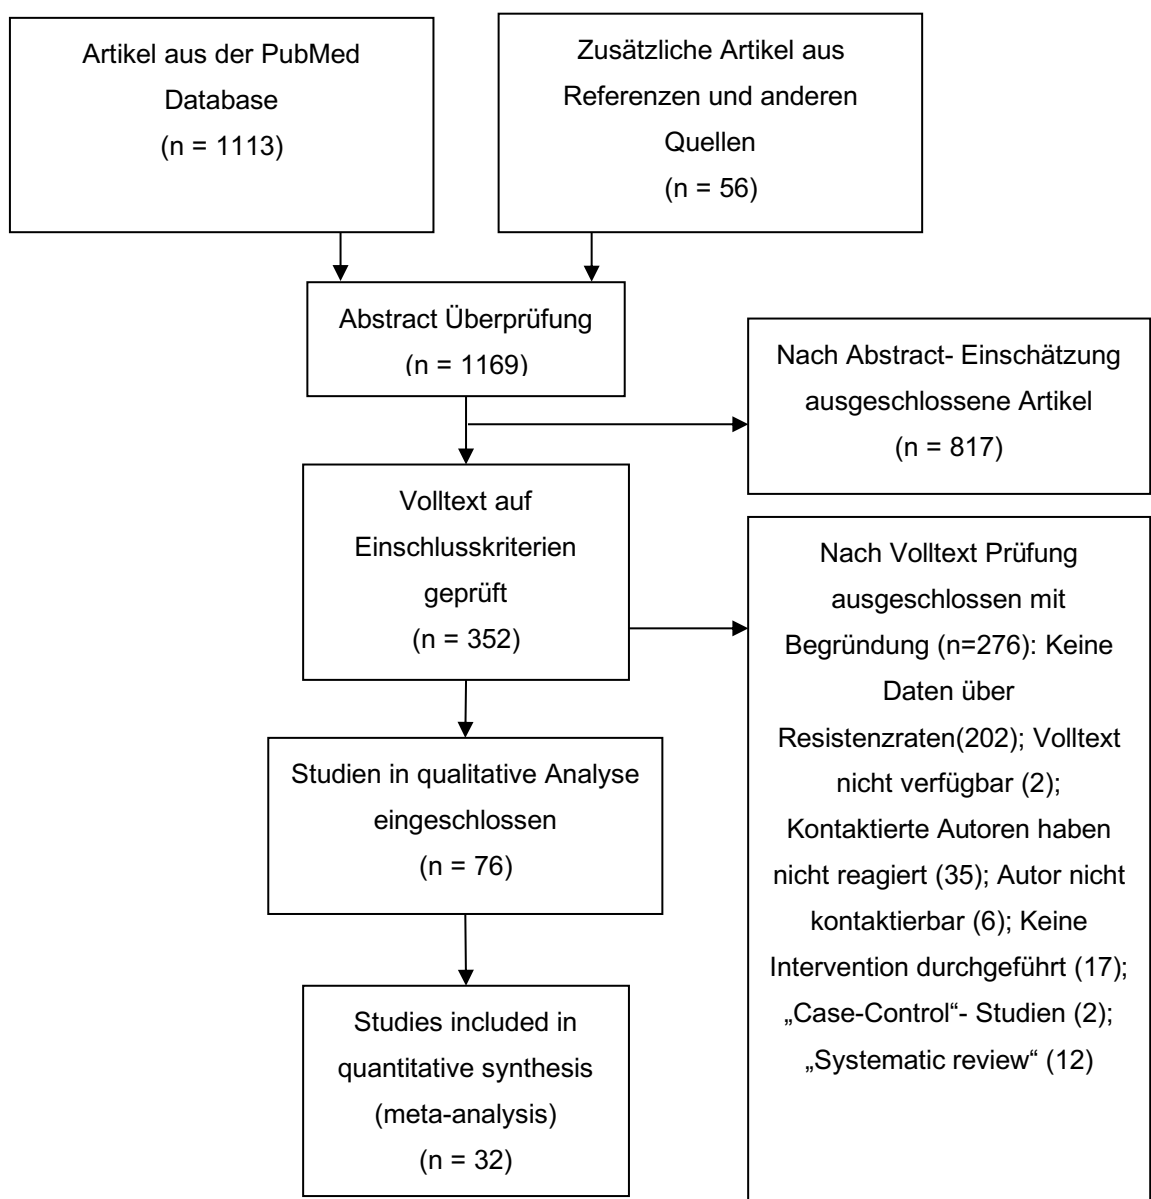 Artikel aus der PubMed
Database
(n = 1113)
Zusätzliche Artikel aus
Referenzen und anderen
Quellen
(n = 56)
Abstract Überprüfung
(n = 1169)
Nach Abstract- Einschätzung
ausgeschlossene Artikel
(n = 817)
Volltext auf
Einschlusskriterien
geprüft
(n = 352)
Nach Volltext Prüfung
ausgeschlossen mit
Begründung (n=276): Keine
Daten über
Resistenzraten(202); Volltext
nicht verfügbar (2);
Kontaktierte Autoren haben
nicht reagiert (35); Autor nicht
kontaktierbar (6); Keine
Intervention durchgeführt (17);
„Case-Control“- Studien (2);
„Systematic review“ (12)
Studien in qualitative Analyse
eingeschlossen
(n = 76)
Studies included in
quantitative synthesis
(meta-analysis)
(n = 32)